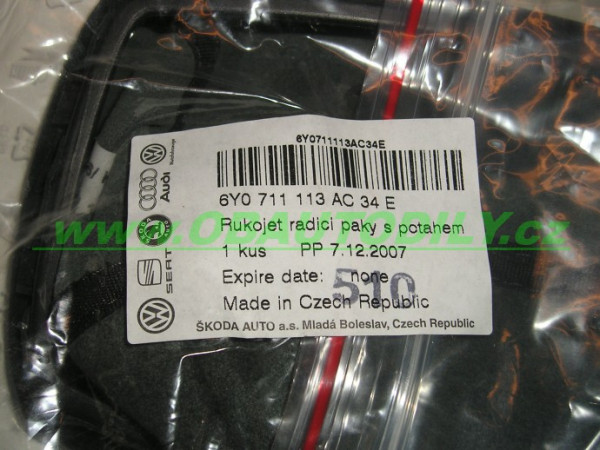 6Y0711113AC34E
6Y0 711 113 AC 34 E
Rukojet radici paky s potahem
1 kus PP 7.12.2007
Expire date: none
510
Made in Czech Republic
ŠKODA AUTO a.s. Mladá Boleslav, Czech Republic
Audi
SEAT
www.ODAUTODILY.cz